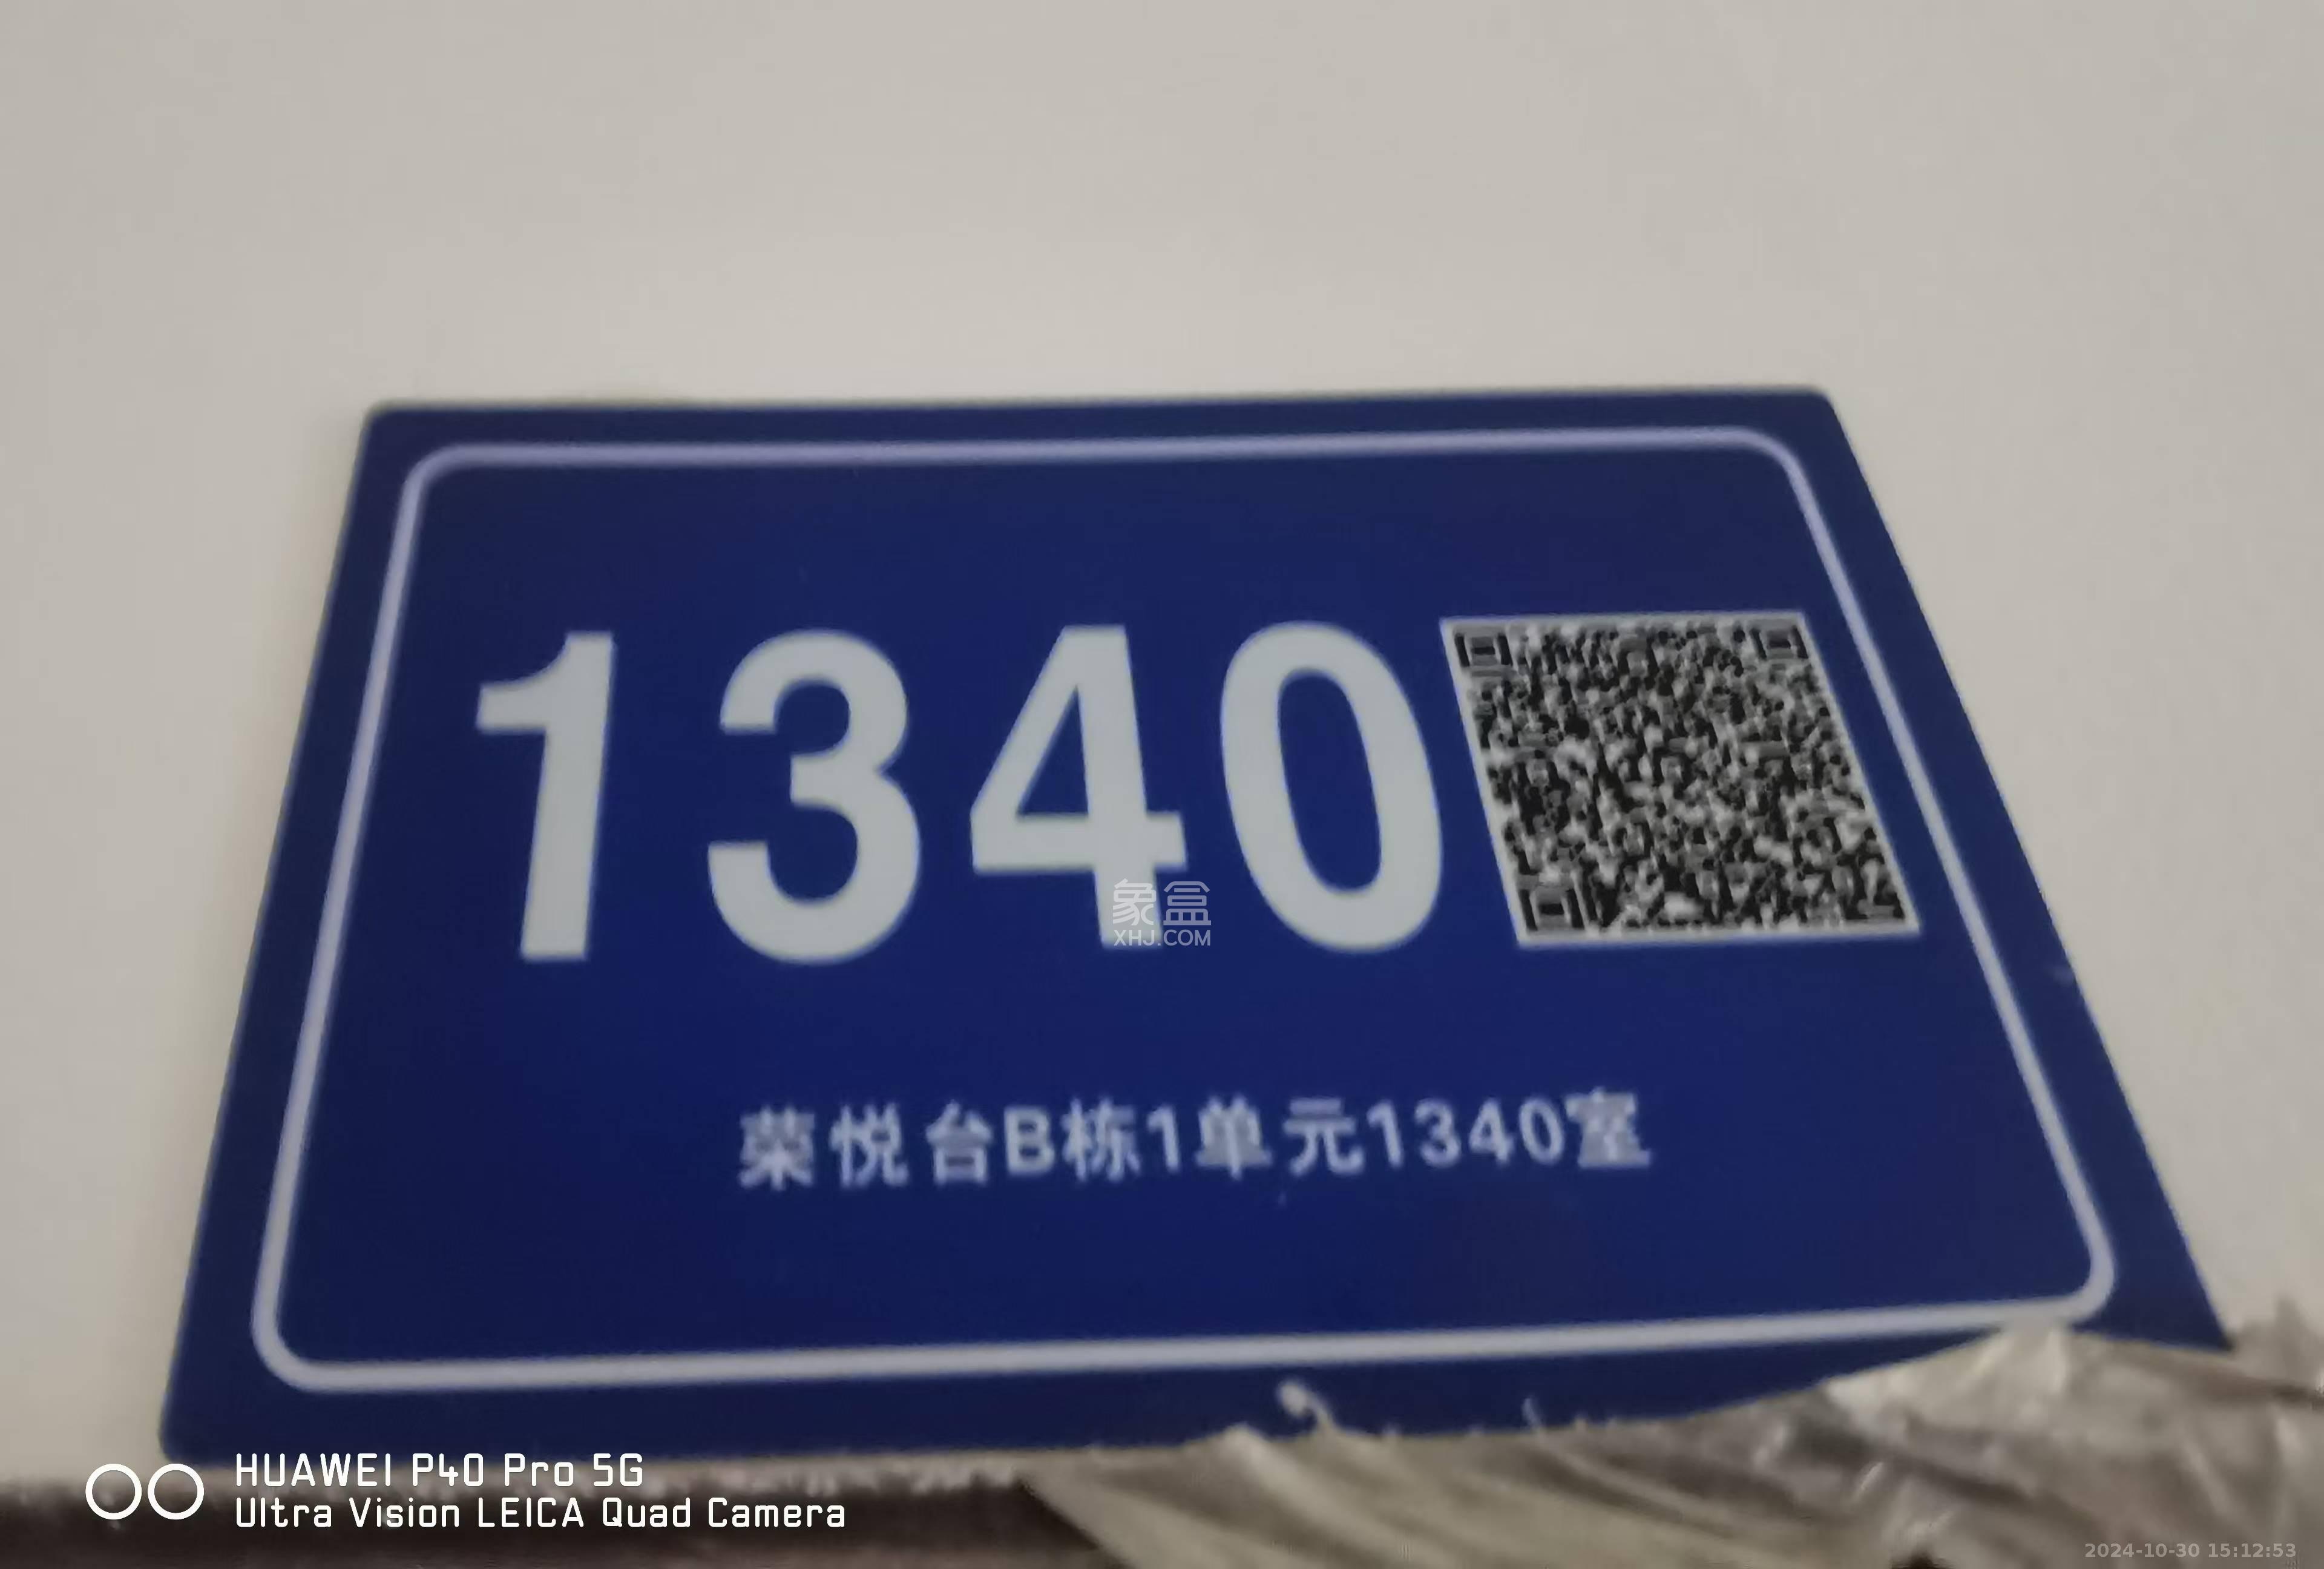 1340
象盒
XHJ.COM
荣悦台B栋1单元1340室
HUAWEI P40 Pro 5G
Ultra Vision LEICA Quad Camera
2024-10-30 15:12:53